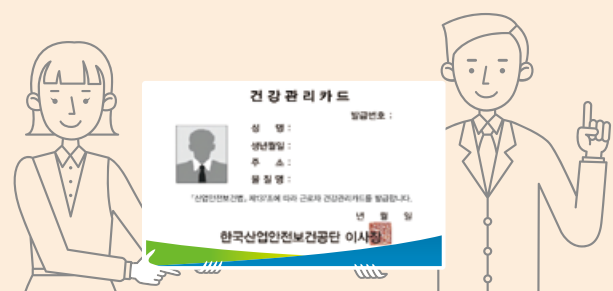 건강관리카드
발급번호 :
성 명 :
생년월일 :
주 소 :
물 질 명 :
「산업안전보건법」 제137조에 따라 근로자 건강관리카드를 발급합니다.
년 월 일
한국산업안전보건공단 이사장